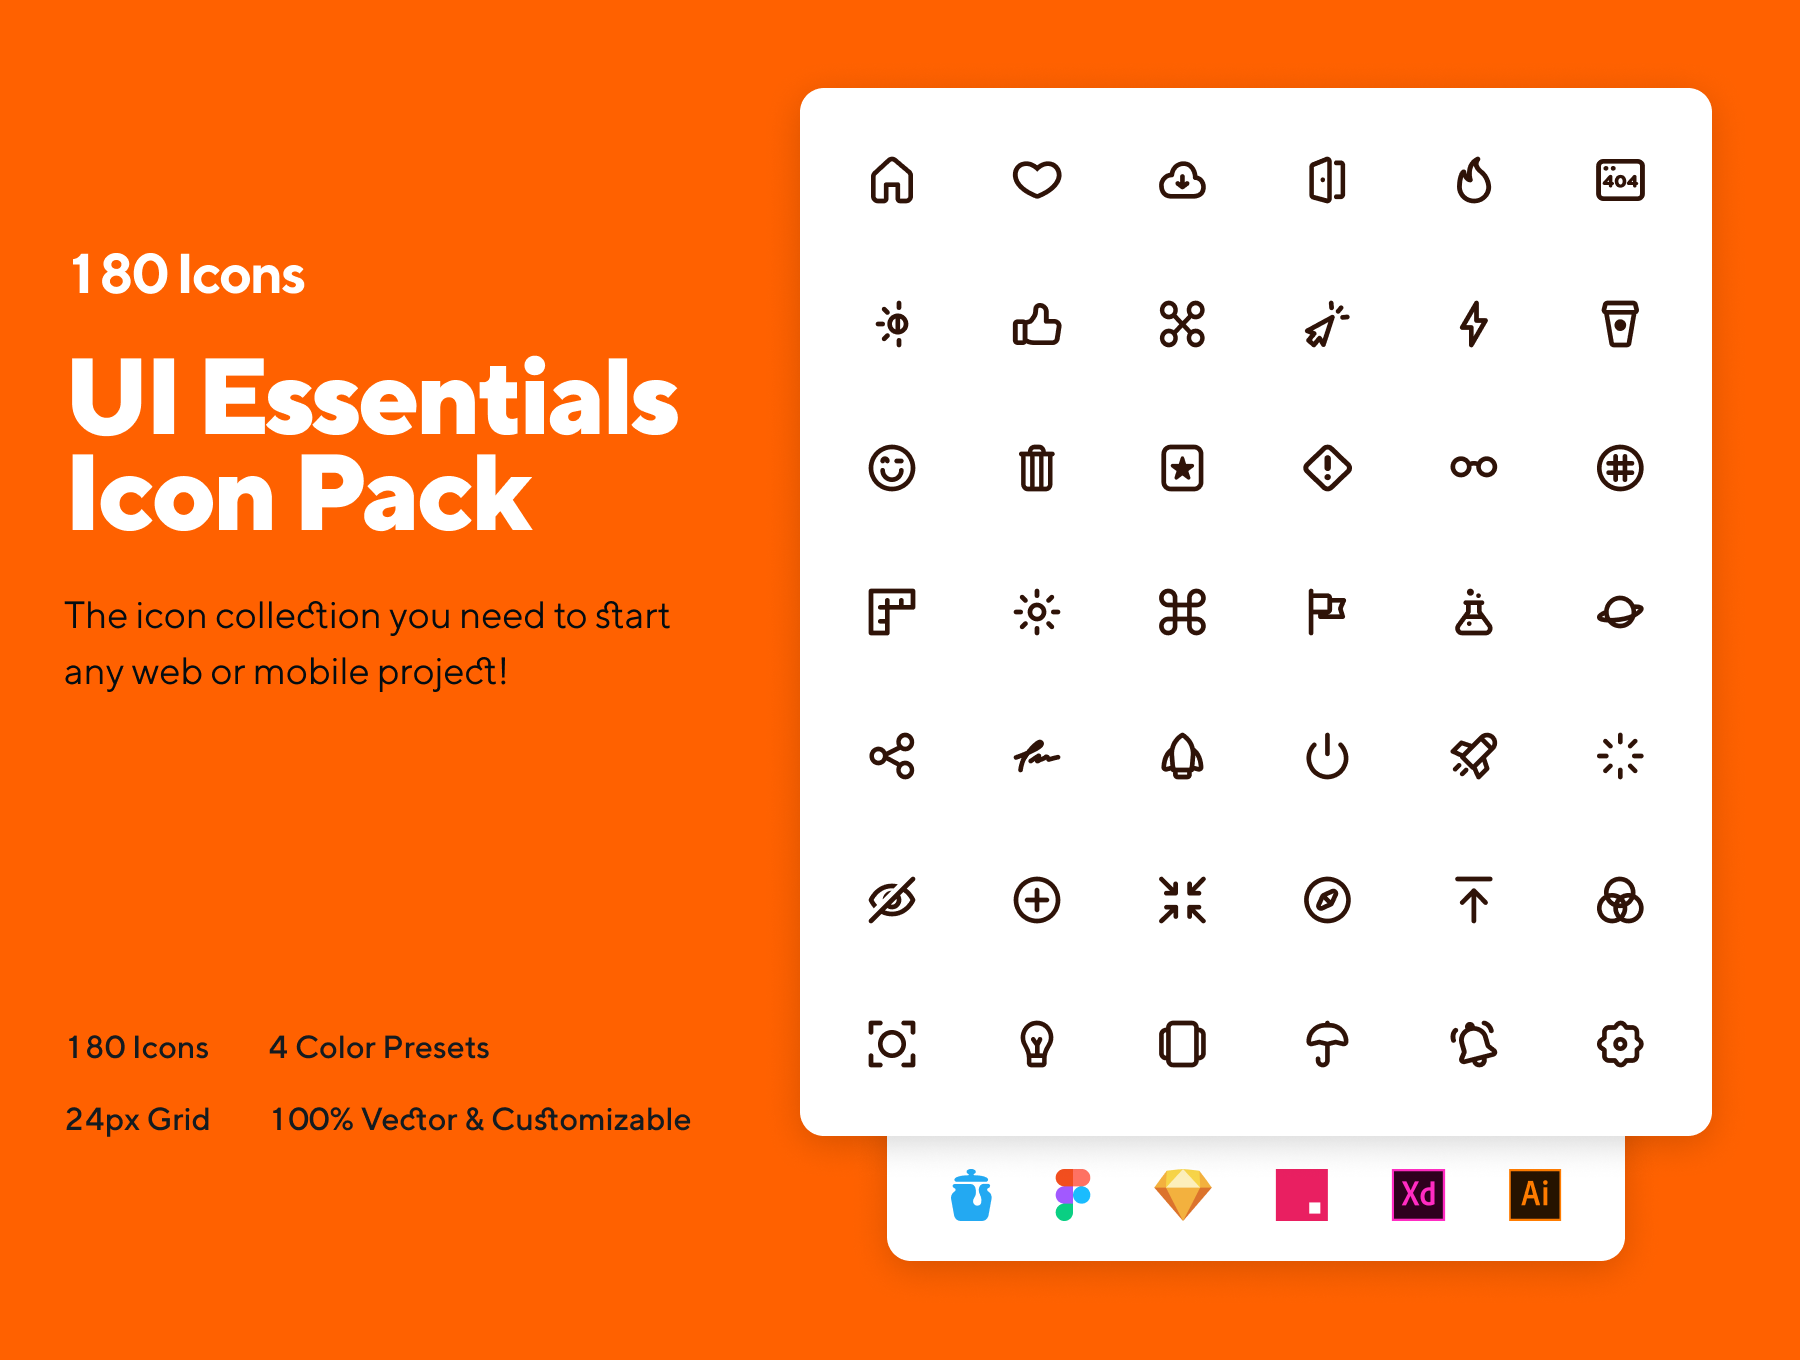 180 Icons
UI Essentials
Icon Pack
The icon collection you need to start
any web or mobile project!
180 Icons
4 Color Presets
24px Grid
100% Vector & Customizable
404
Xd
Ai